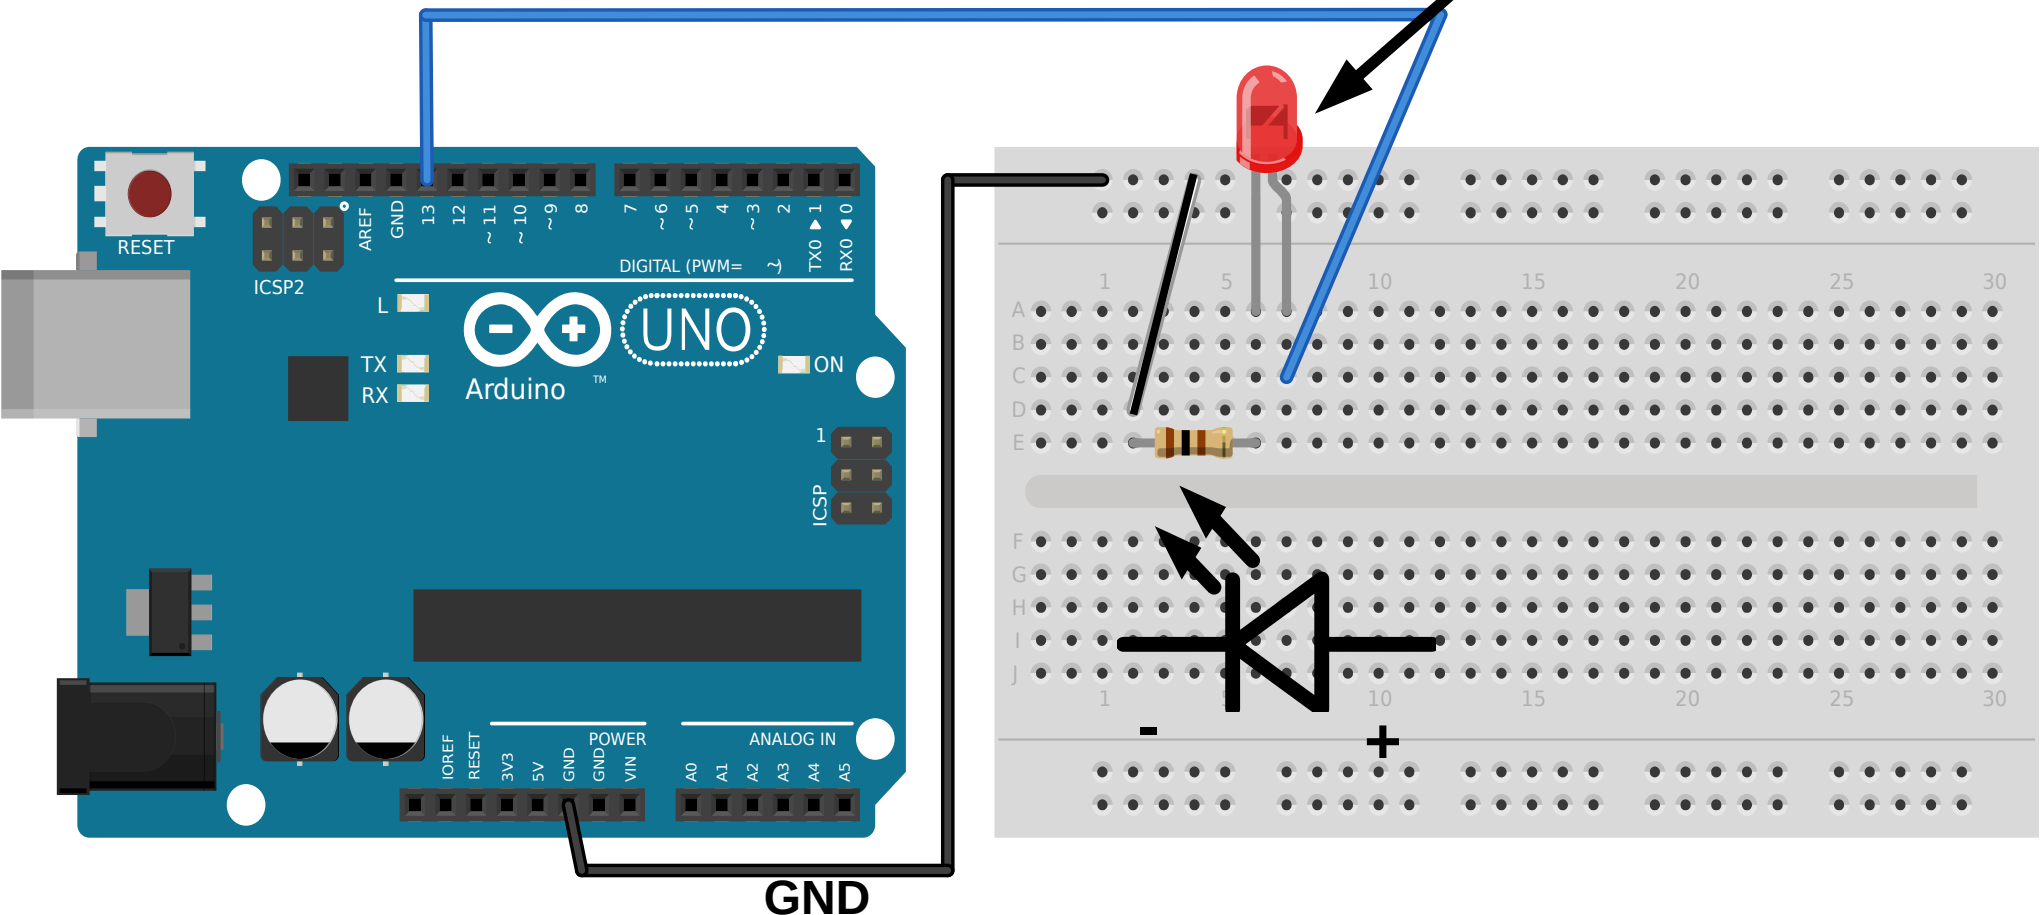 RESET
ICSP2
AREF
GND
13
12
~11
~10
~9
8
7
~6
~5
4
~3
2
TX0 ▶ 1
RX0 ◀ 0
DIGITAL (PWM= ~)
L
TX
RX
Arduino
TM
UNO
ON
1
ICSP
IOREF
RESET
3V3
5V
GND
GND
VIN
POWER
ANALOG IN
A0
A1
A2
A3
A4
A5
GND
1 5 10 15 20 25 30
A
B
C
D
E
F
G
H
I
J
1 10 15 20 25 30
- +